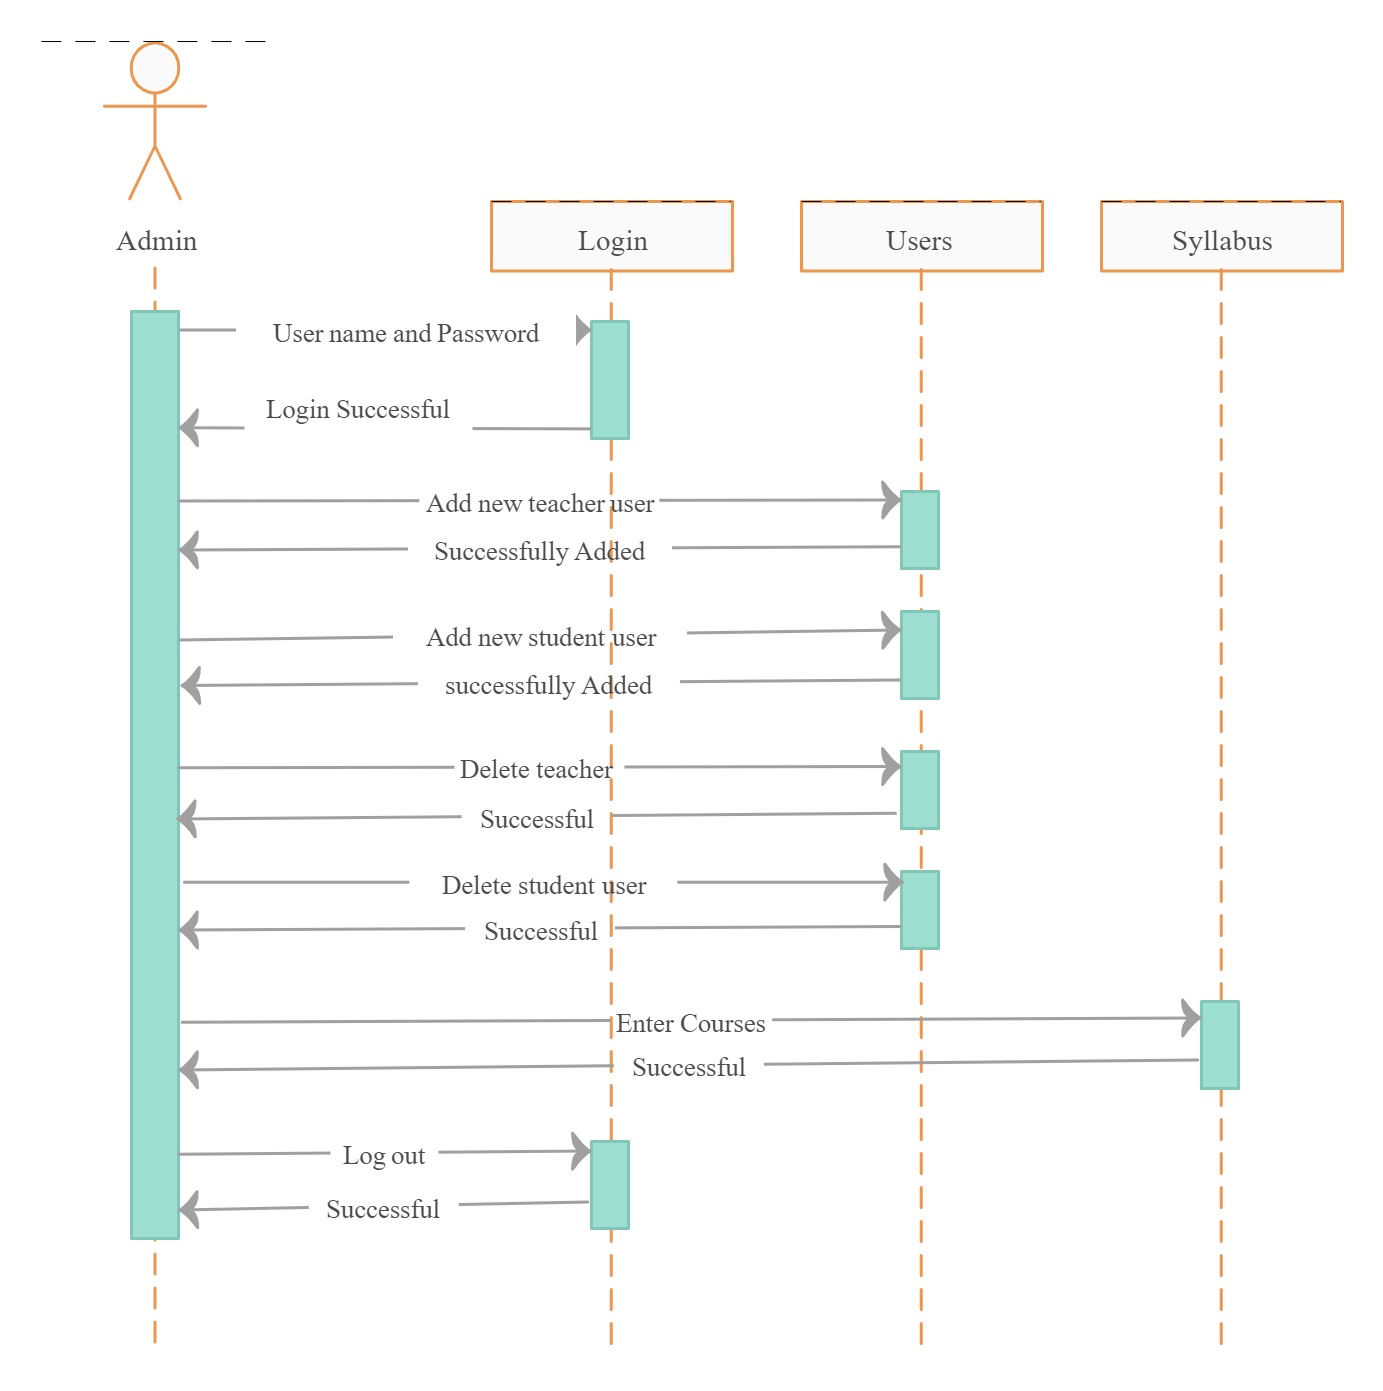 Admin
Login
Users
Syllabus
User name and Password
Login Successful
Add new teacher user
Successfully Added
Add new student user
successfully Added
Delete teacher
Successful
Delete student user
Successful
Enter Courses
Successful
Log out
Successful